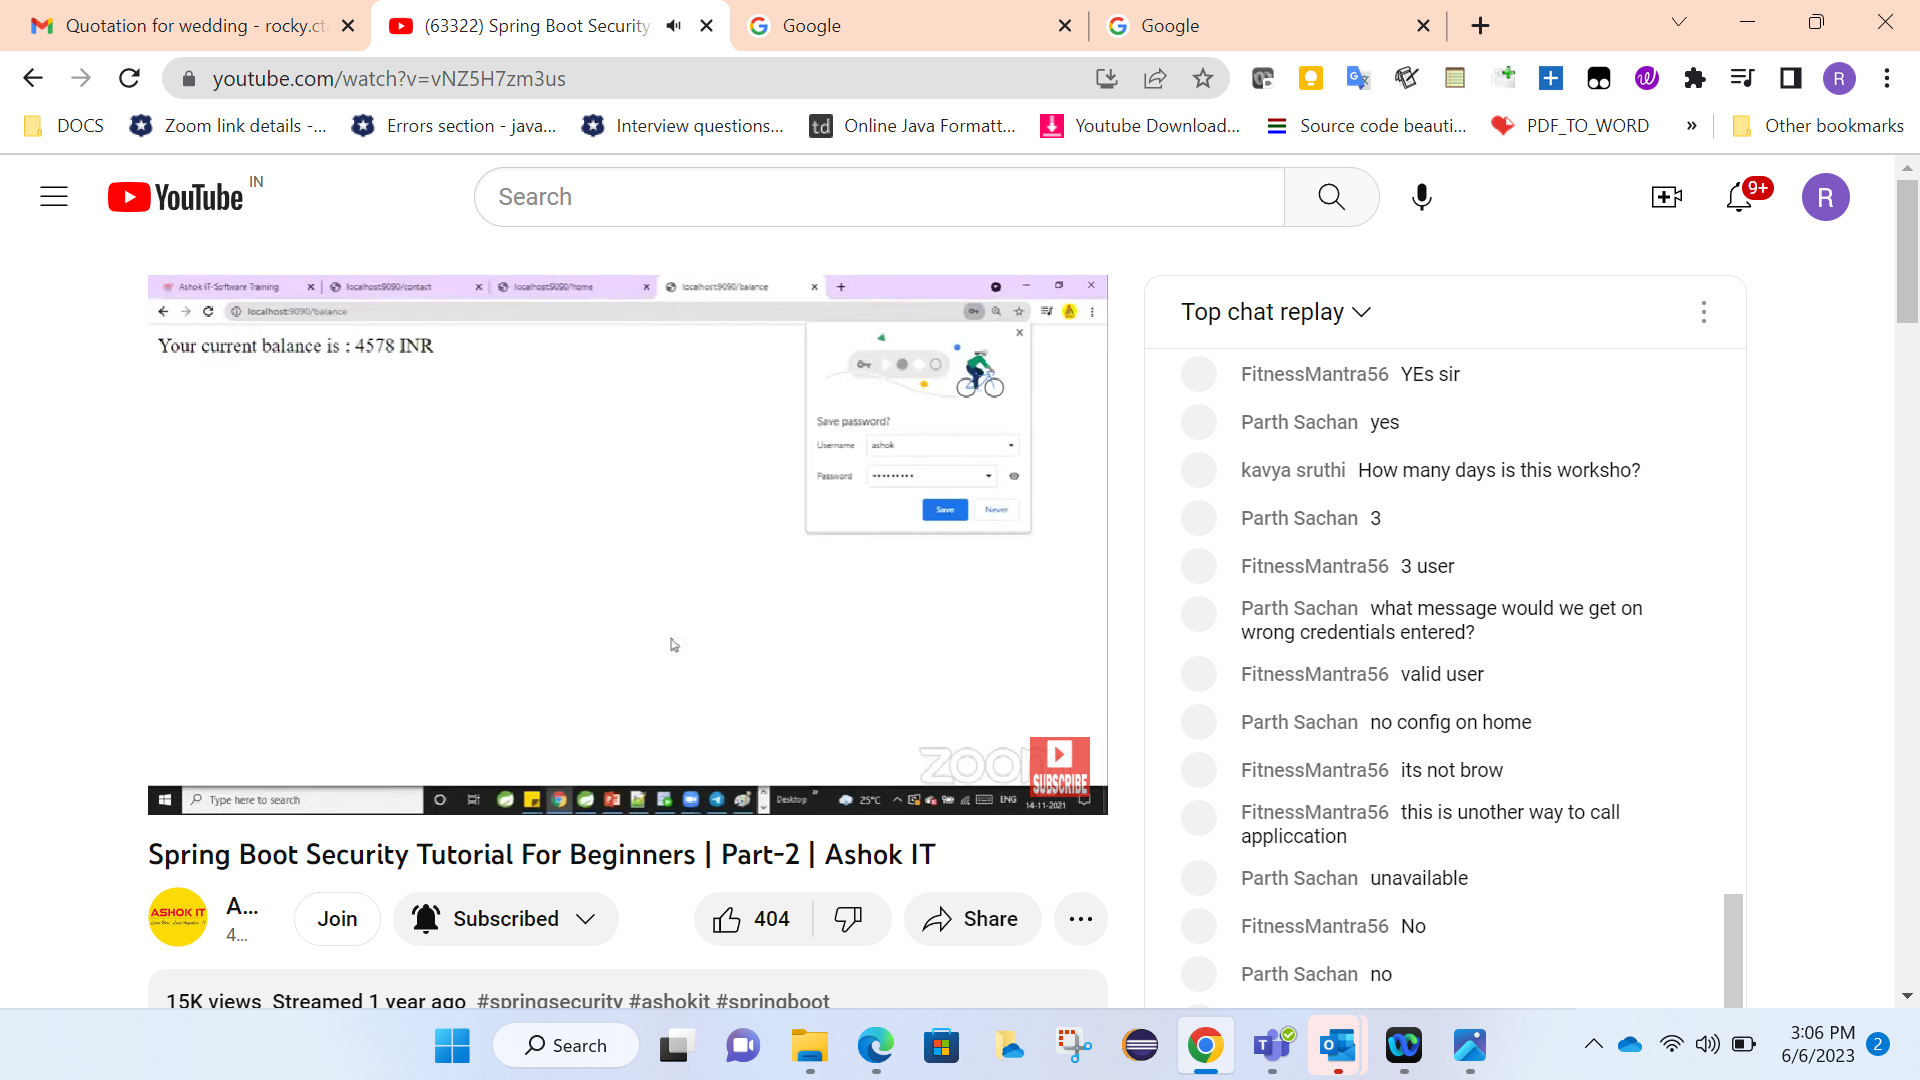 Quotation for wedding - rocky.cta
(63322) Spring Boot Security
Google
Google
youtube.com/watch?v=vNZ5H7zm3us
R
DOCS
Zoom link details -...
Errors section - java...
Interview questions...
td
Online Java Formatt...
Youtube Download...
Source code beauti...
PDF_TO_WORD
»
Other bookmarks
YouTube IN
Search
9+
R
Ashok IT-Software Training
localhost:9090/contact
localhost:9090/home
localhost:9090/balance
localhost:9090/balance
Your current balance is : 4578 INR
Save password?
Username ashok
Password •••••••••
Save Never
zoom
SUBSCRIBE
Type here to search
Desktop
25°C
ENG
14-11-2021
Spring Boot Security Tutorial For Beginners | Part-2 | Ashok IT
ASHOK IT
A...
4...
Join
Subscribed
404
Share
15K views Streamed 1 year ago #springsecurity #ashokit #springboot
Top chat replay
FitnessMantra56 YEs sir
Parth Sachan yes
kavya sruthi How many days is this worksho?
Parth Sachan 3
FitnessMantra56 3 user
Parth Sachan what message would we get on
wrong credentials entered?
FitnessMantra56 valid user
Parth Sachan no config on home
FitnessMantra56 its not brow
FitnessMantra56 this is unother way to call
appliccation
Parth Sachan unavailable
FitnessMantra56 No
Parth Sachan no
Search
3:06 PM
6/6/2023
2